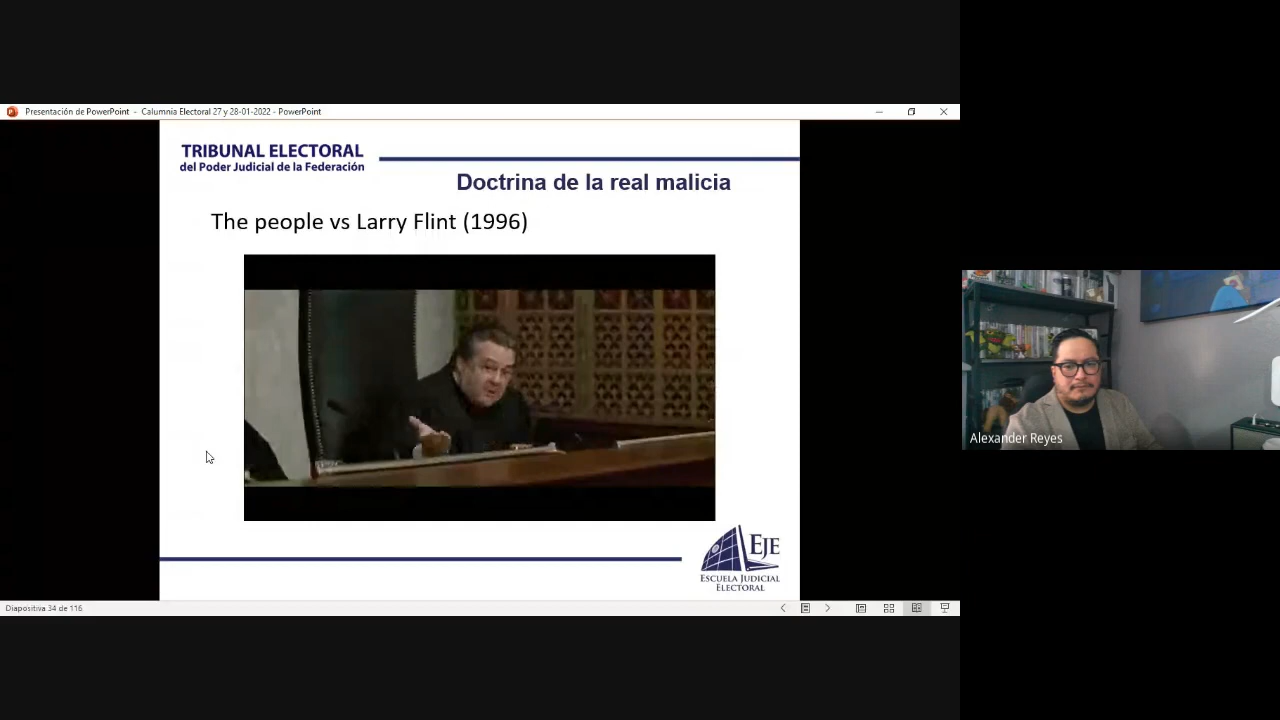 Presentación de PowerPoint - Calumnia Electoral 27 y 28-01-2022 - PowerPoint
TRIBUNAL ELECTORAL
del Poder Judicial de la Federación
Doctrina de la real malicia
The people vs Larry Flint (1996)
Alexander Reyes
EJE
ESCUELA JUDICIAL
ELECTORAL
Diapositiva 34 de 116